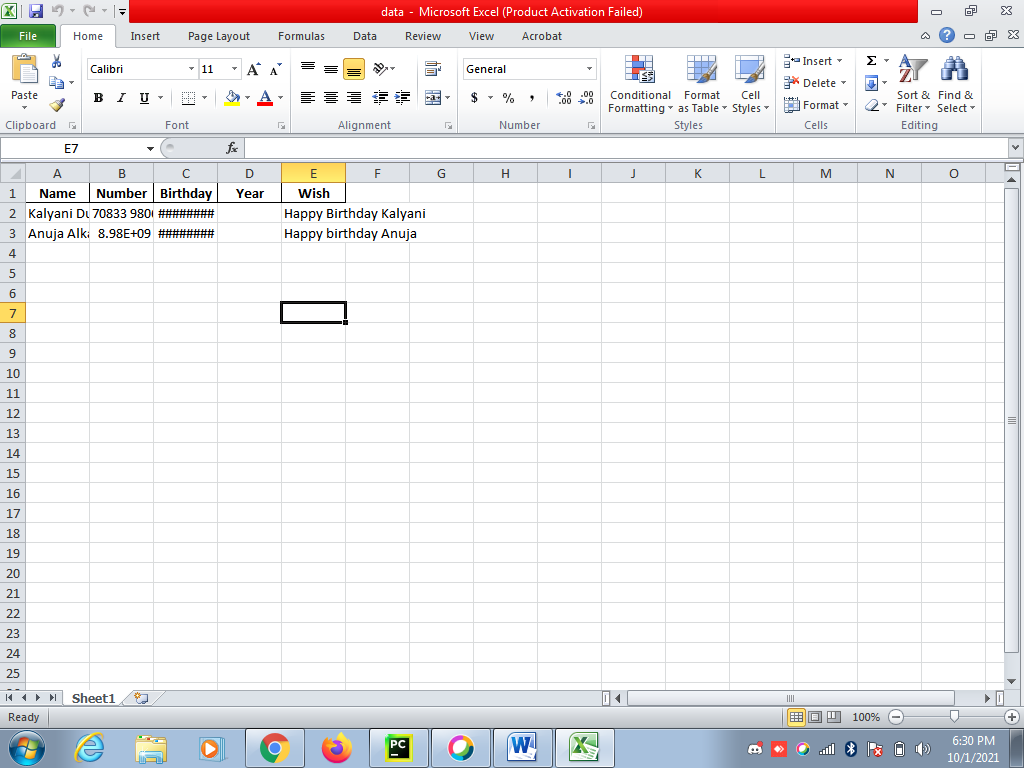 data - Microsoft Excel (Product Activation Failed)
File Home Insert Page Layout Formulas Data Review View Acrobat
Paste
Calibri 11
B I U A
General
$ % ,
Conditional Formatting
Format as Table
Cell Styles
Insert
Delete
Format
Σ
Sort & Filter
Find & Select
Clipboard Font Alignment Number Styles Cells Editing
E7 fx
A B C D E F G H I J K L M N O
1 Name Number Birthday Year Wish
2 Kalyani Du 70833 980 ######## Happy Birthday Kalyani
3 Anuja Alka 8.98E+09 ######## Happy birthday Anuja
4
5
6
7
8
9
10
11
12
13
14
15
16
17
18
19
20
21
22
23
24
25
Sheet1
Ready 100%
PC W X
6:30 PM
10/1/2021